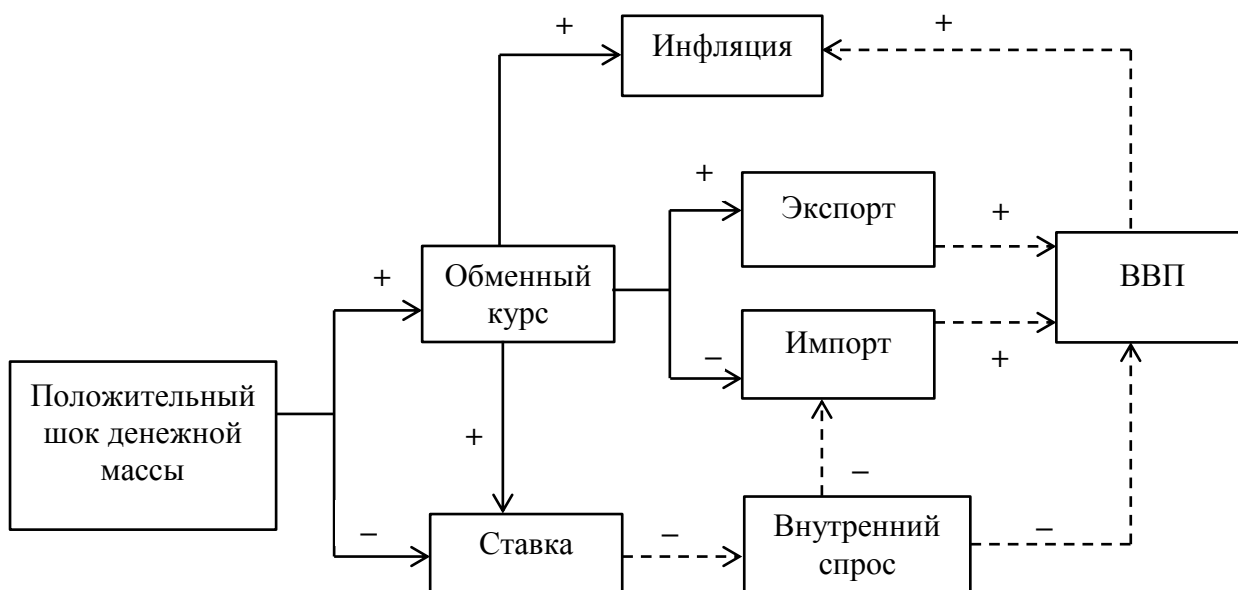 +
Инфляция
+
+
Экспорт
+
+
Обменный
курс
ВВП
–
Импорт
+
Положительный
шок денежной
массы
+
–
–
Ставка
–
Внутренний
спрос
–